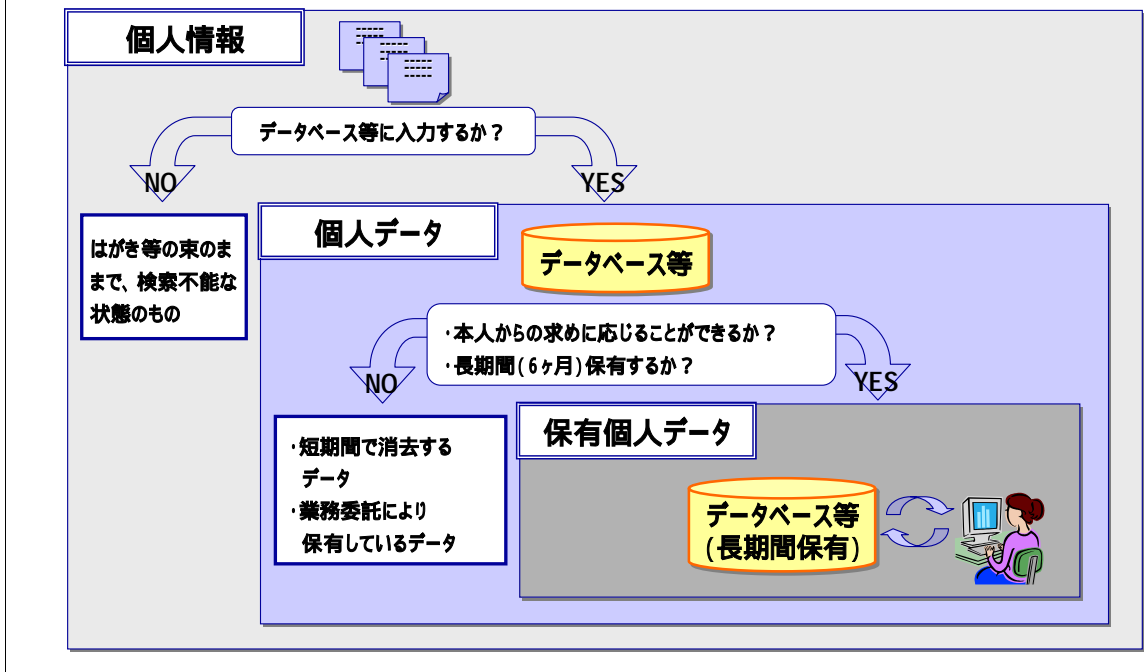 個人情報
データベース等に入力するか？
NO
YES
はがき等の束のま
まで、検索不能な
状態のもの
個人データ
データベース等
・本人からの求めに応じることができるか？
・長期間(６ヶ月)保有するか？
NO
YES
・短期間で消去する
データ
・業務委託により
保有しているデータ
保有個人データ
データベース等
(長期間保有)